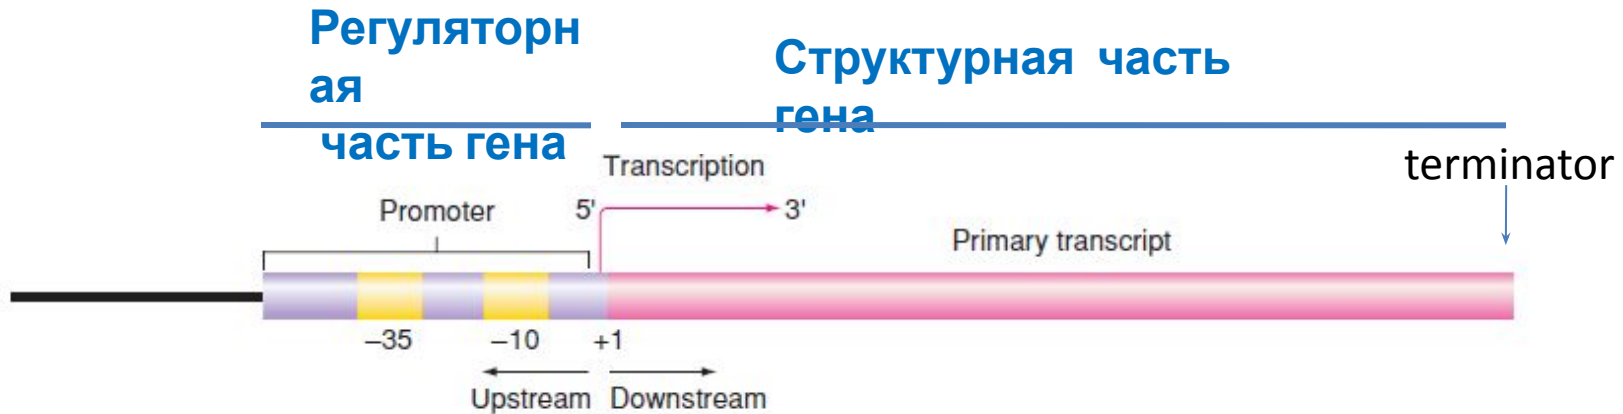 Регуляторн
ая
часть гена
Структурная часть
гена
terminator
Transcription
Promoter
5' 3'
Primary transcript
–35 –10 +1
Upstream Downstream